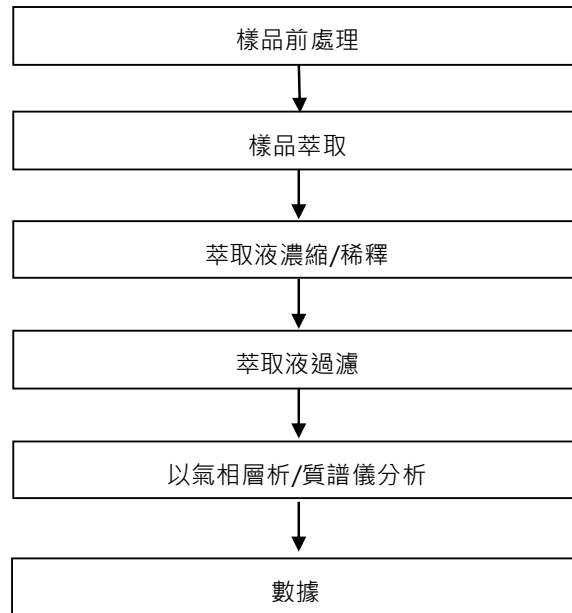 樣品前處理
樣品萃取
萃取液濃縮/稀釋
萃取液過濾
以氣相層析/質譜儀分析
數據